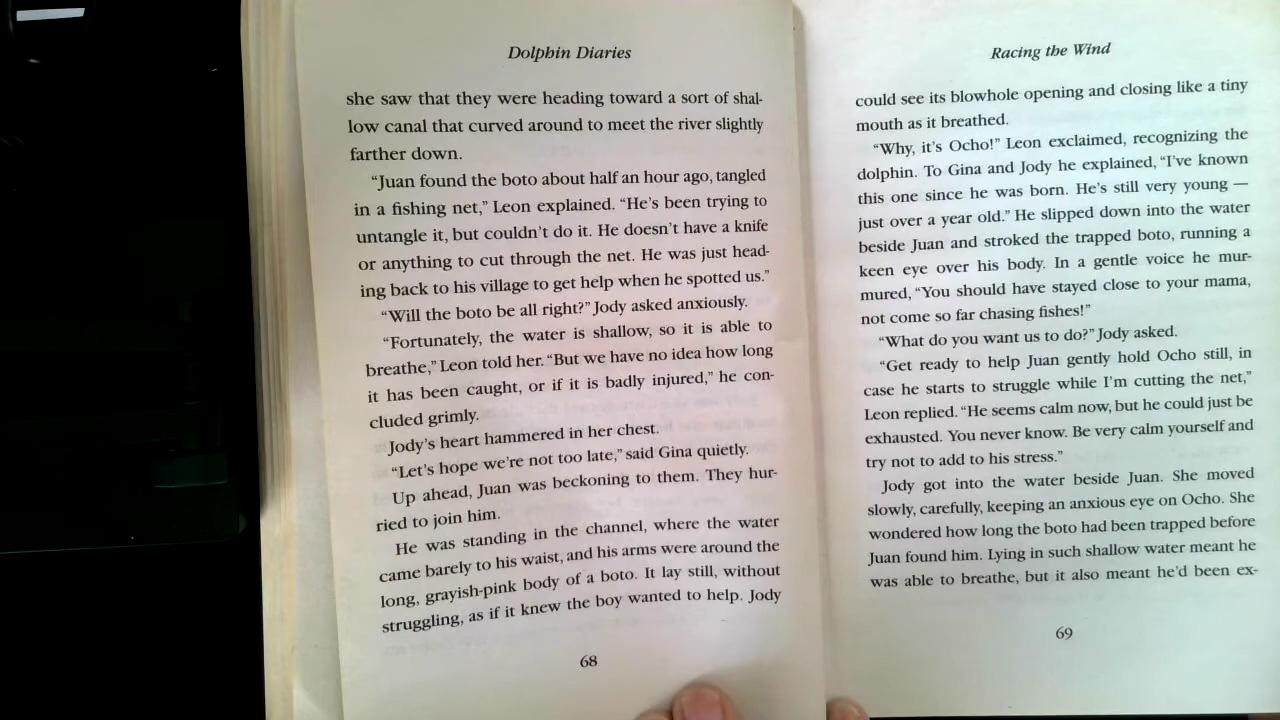 Dolphin Diaries
she saw that they were heading toward a sort of shal-
low canal that curved around to meet the river slightly
farther down.
“Juan found the boto about half an hour ago, tangled
in a fishing net,” Leon explained. “He’s been trying to
untangle it, but couldn’t do it. He doesn’t have a knife
or anything to cut through the net. He was just head-
ing back to his village to get help when he spotted us.”
“Will the boto be all right?” Jody asked anxiously.
“Fortunately, the water is shallow, so it is able to
breathe,” Leon told her. “But we have no idea how long
it has been caught, or if it is badly injured,” he con-
cluded grimly.
Jody’s heart hammered in her chest.
“Let’s hope we’re not too late,” said Gina quietly.
Up ahead, Juan was beckoning to them. They hur-
ried to join him.
He was standing in the channel, where the water
came barely to his waist, and his arms were around the
long, grayish-pink body of a boto. It lay still, without
struggling, as if it knew the boy wanted to help. Jody
68
Racing the Wind
could see its blowhole opening and closing like a tiny
mouth as it breathed.
“Why, it’s Ocho!” Leon exclaimed, recognizing the
dolphin. To Gina and Jody he explained, “I’ve known
this one since he was born. He’s still very young —
just over a year old.” He slipped down into the water
beside Juan and stroked the trapped boto, running a
keen eye over his body. In a gentle voice he mur-
mured, “You should have stayed close to your mama,
not come so far chasing fishes!”
“What do you want us to do?” Jody asked.
“Get ready to help Juan gently hold Ocho still, in
case he starts to struggle while I’m cutting the net,”
Leon replied. “He seems calm now, but he could just be
exhausted. You never know. Be very calm yourself and
try not to add to his stress.”
Jody got into the water beside Juan. She moved
slowly, carefully, keeping an anxious eye on Ocho. She
wondered how long the boto had been trapped before
Juan found him. Lying in such shallow water meant he
was able to breathe, but it also meant he’d been ex-
69